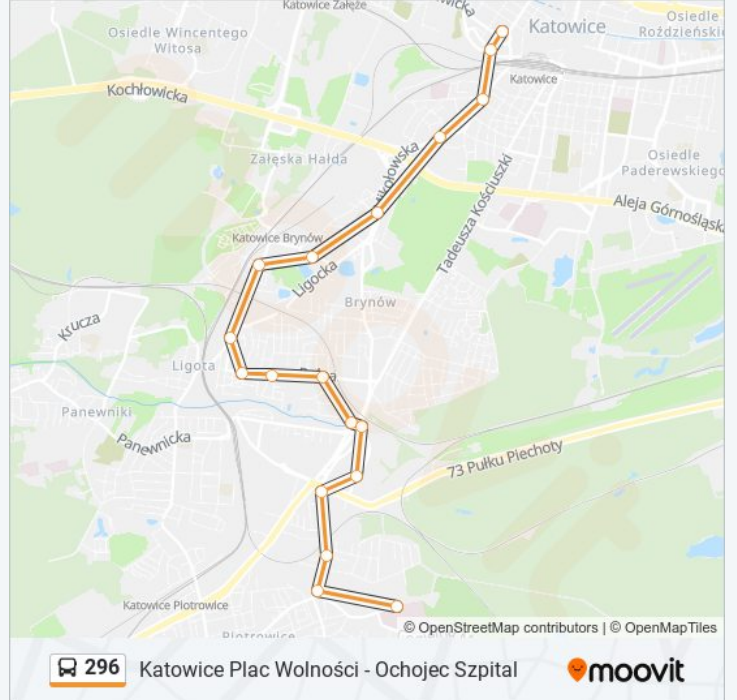 Katowice Załęże
Katowice
Osiedle
Roździeńskie
Osiedle Wincentego
Witosa
Katowice
Kochłowicka
Załęska Hałda
Mikołowska
Osiedle
Paderewskiego
Tadeusza Kościuszki
Aleja Górnośląska
Katowice Brynów
Ligocka
Brynów
Krucza
Ligota
Panewniki
Panewnicka
73 Pułku Piechoty
Katowice Piotrowice
Piotrowice
© OpenStreetMap contributors | © OpenMapTiles
296 Katowice Plac Wolności - Ochojec Szpital
moovit